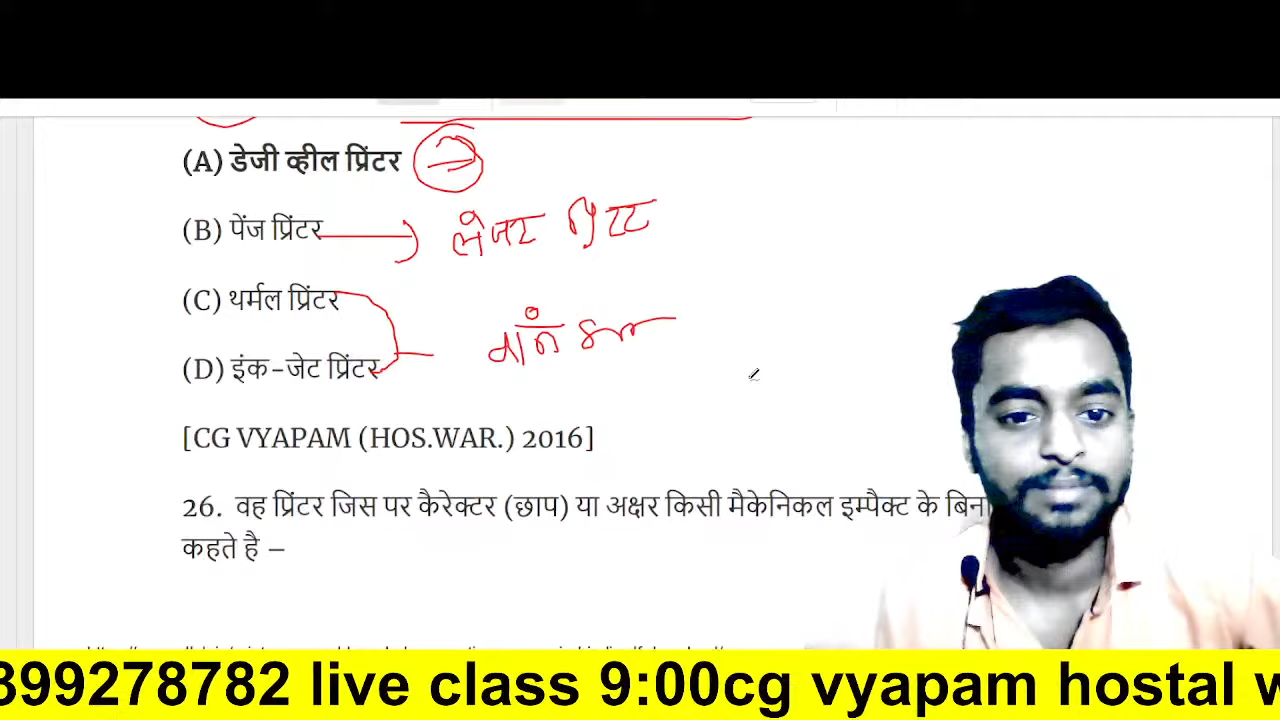 (A) डेजी व्हील प्रिंटर
(B) पेंज प्रिंटर
लेजर प्रिंटर
(C) थर्मल प्रिंटर
(D) इंक-जेट प्रिंटर
[CG VYAPAM (HOS.WAR.) 2016]
26. वह प्रिंटर जिस पर कैरेक्टर (छाप) या अक्षर किसी मैकेनिकल इम्पैक्ट के बिना
कहते है –
399278782 live class 9:00cg vyapam hostal w